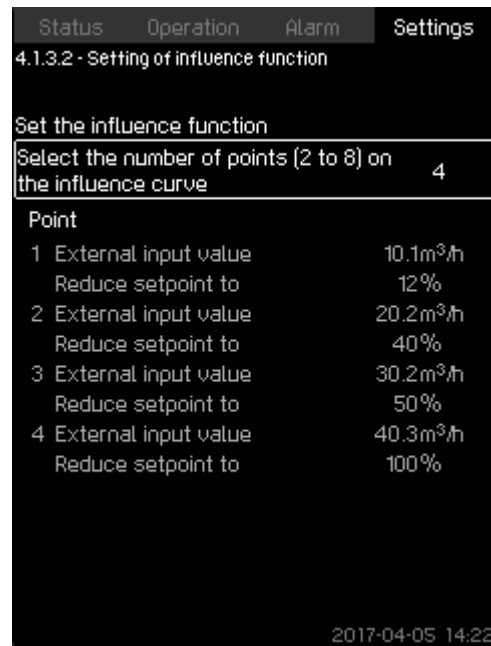 Status Operation Alarm Settings
4.1.3.2 - Setting of influence function
Set the influence function
Select the number of points (2 to 8) on 4
the influence curve
Point
1 External input value 10.1m³/h
Reduce setpoint to 12%
2 External input value 20.2m³/h
Reduce setpoint to 40%
3 External input value 30.2m³/h
Reduce setpoint to 50%
4 External input value 40.3m³/h
Reduce setpoint to 100%
2017-04-05 14:22